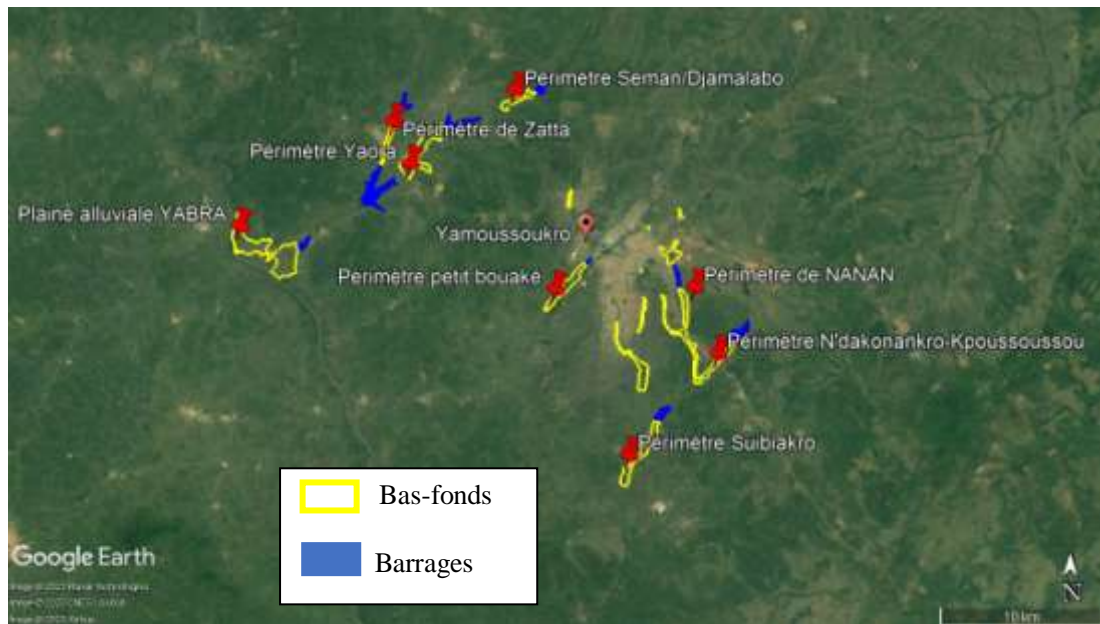 Périmètre Seman/Djamalabo
Périmètre de Zatta
Périmètre Yaora
Plaine alluviale YABRA
Yamoussoukro
Périmètre petit bouaké
Périmètre de NANAN
Périmètre N'dakonankro-Kpoussoussou
Périmètre Suibiakro
Bas-fonds
Barrages
Google Earth
N
10 km